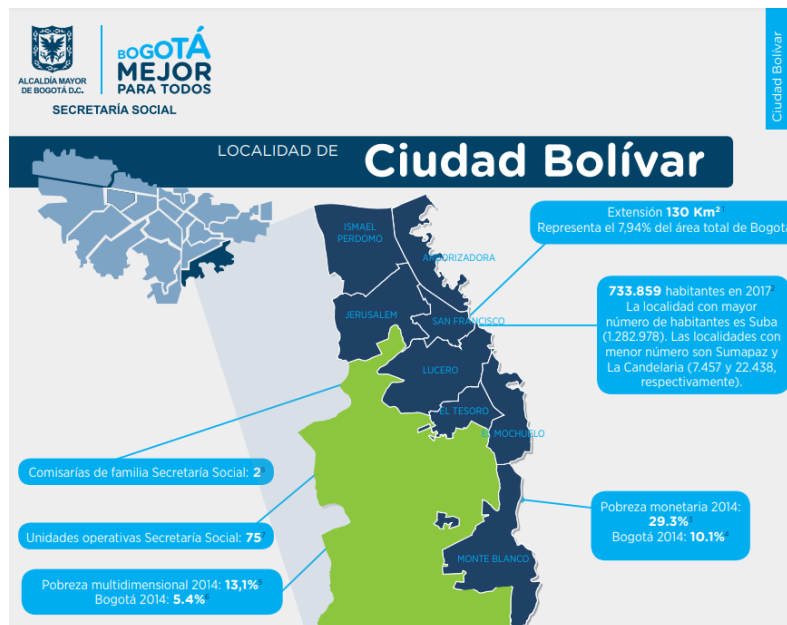 ALCALDÍA MAYOR
DE BOGOTÁ D.C.
SECRETARÍA SOCIAL
BOGOTÁ
MEJOR
PARA TODOS
Ciudad Bolívar
LOCALIDAD DE Ciudad Bolívar
ISMAEL
PERDOMO
ARBORIZADORA
JERUSALEM
SAN FRANCISCO
LUCERO
EL TESORO
EL MOCHUELO
MONTE BLANCO
Extensión 130 Km²
Representa el 7,94% del área total de Bogotá
733.859 habitantes en 2017²
La localidad con mayor
número de habitantes es Suba
(1.282.978). Las localidades con
menor número son Sumapaz y
La Candelaria (7.457 y 22.438,
respectivamente).
Comisarías de familia Secretaría Social: 2
Unidades operativas Secretaría Social: 75
Pobreza multidimensional 2014: 13,1%
Bogotá 2014: 5.4%
Pobreza monetaria 2014:
29.3%
Bogotá 2014: 10.1%